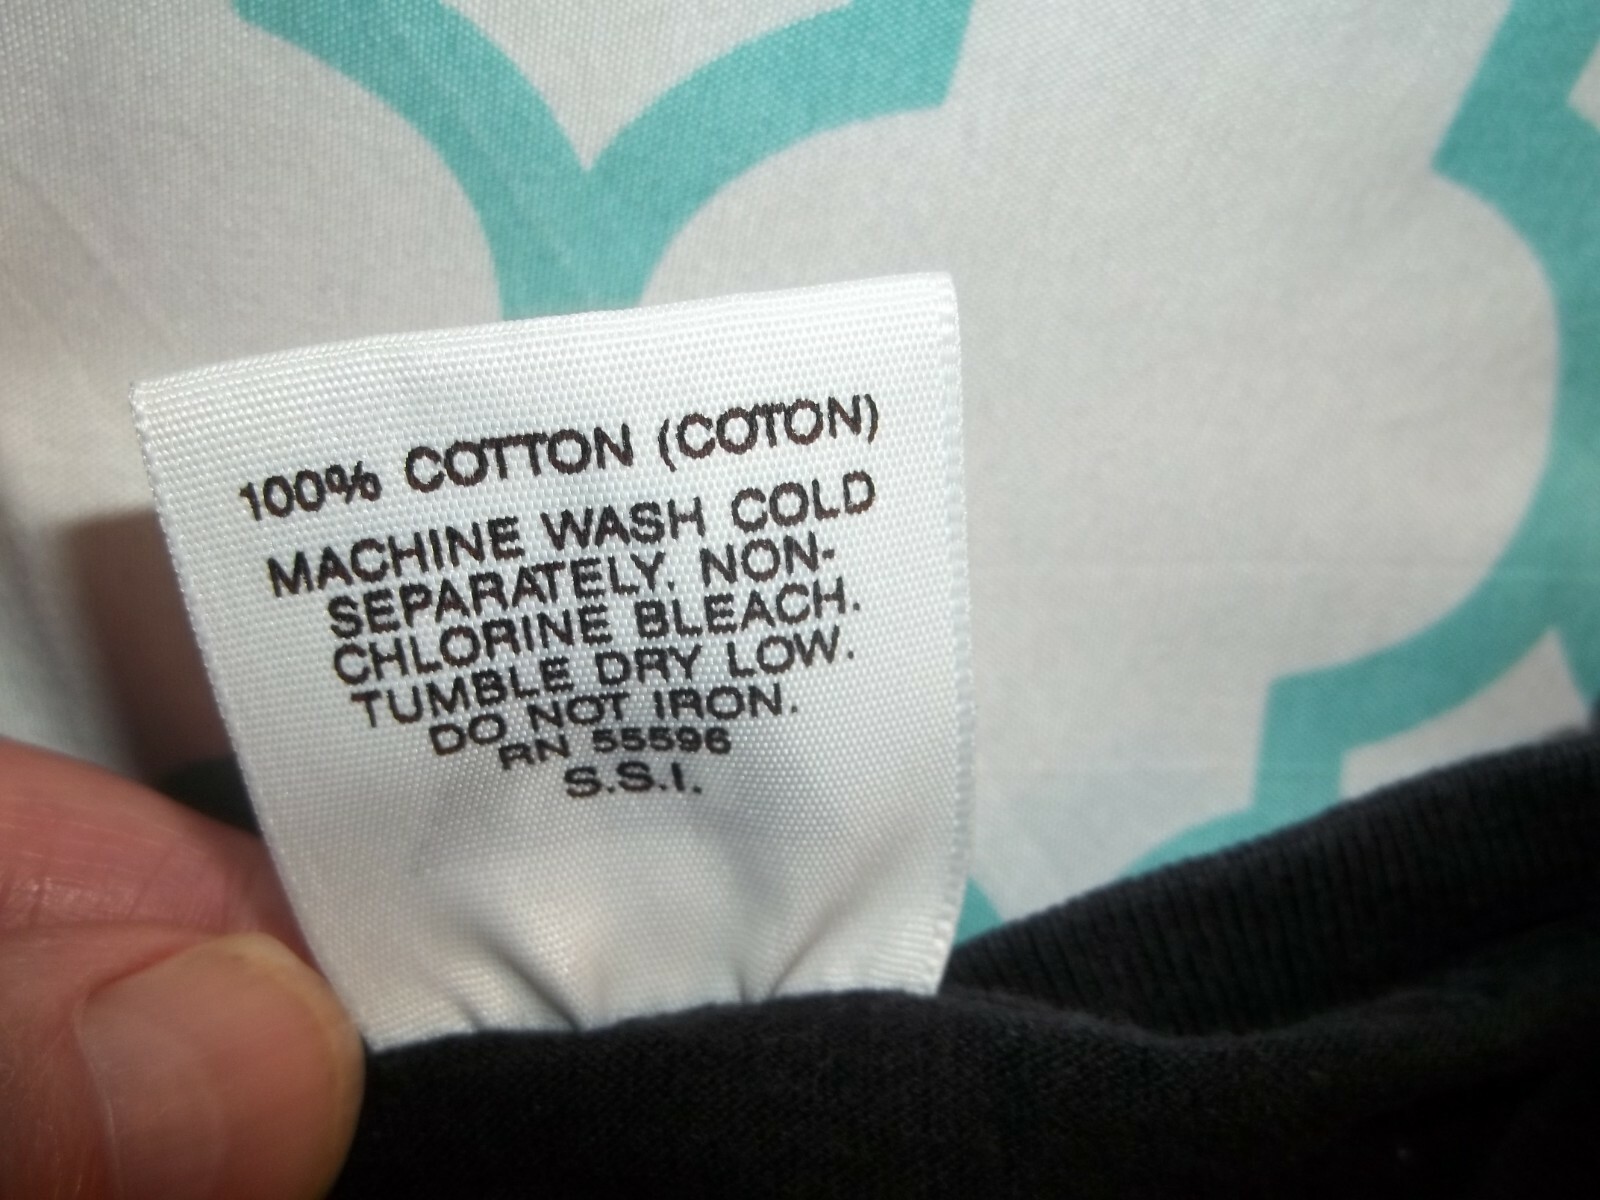 100% COTTON (COTON)
MACHINE WASH COLD
SEPARATELY. NON-
CHLORINE BLEACH.
TUMBLE DRY LOW.
DO NOT IRON.
RN 55596
S.S.I.